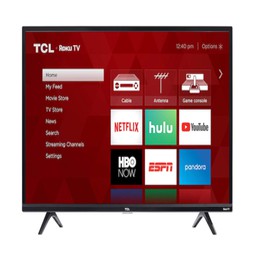 TCL • Roku TV
12:40 pm | Options
Home
My Feed
Movie Store
TV Store
News
Search
Streaming Channels
Settings
Cable
Antenna
Game console
NETFLIX
hulu
YouTube
HBO
NOW
ESPN
pandora
TCL